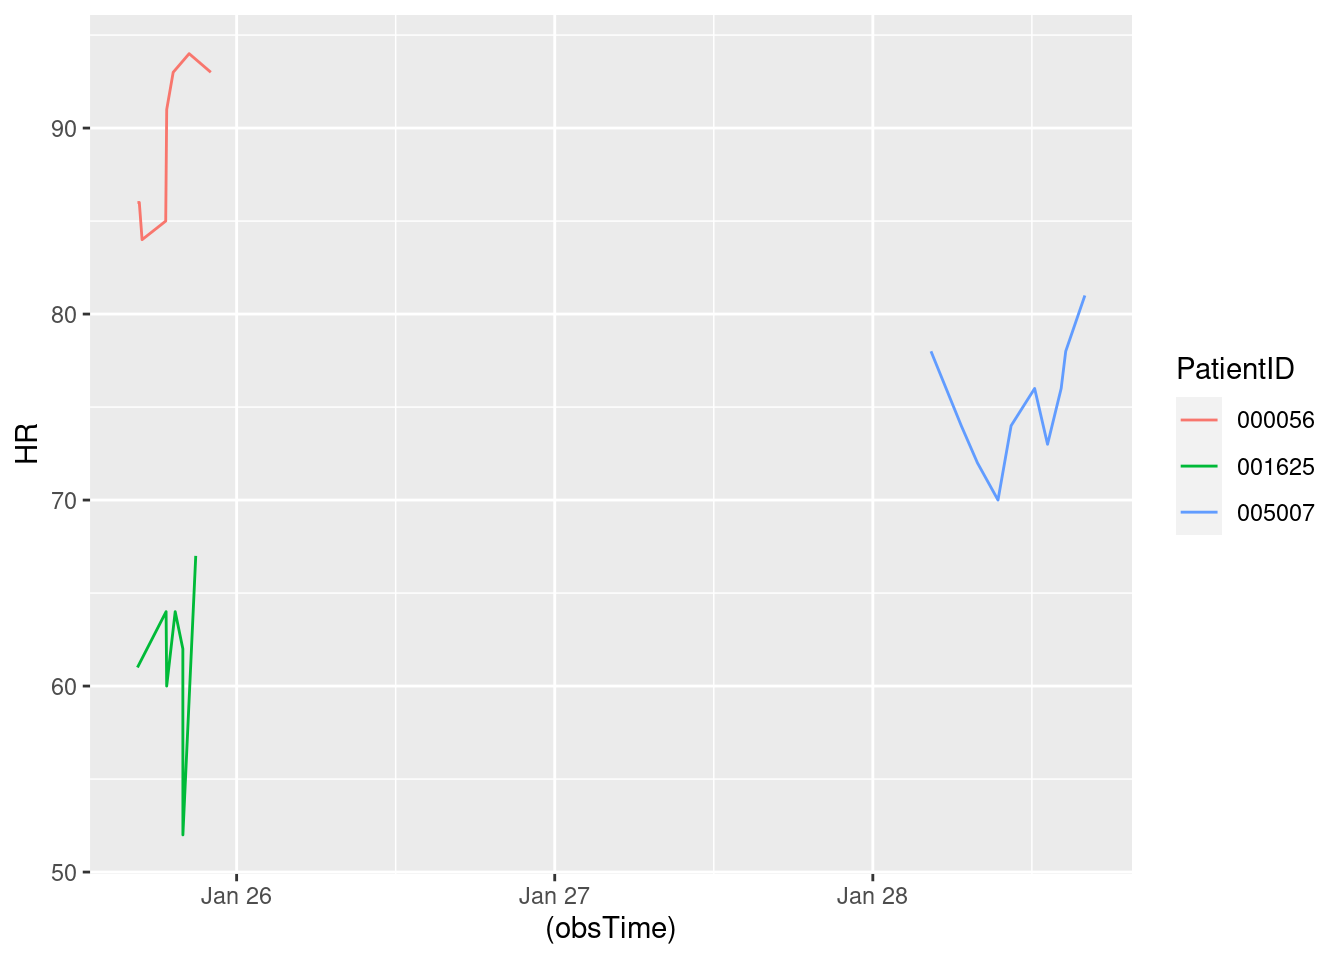 90
80
70
60
50
HR
Jan 26
Jan 27
Jan 28
(obsTime)
PatientID
000056
001625
005007